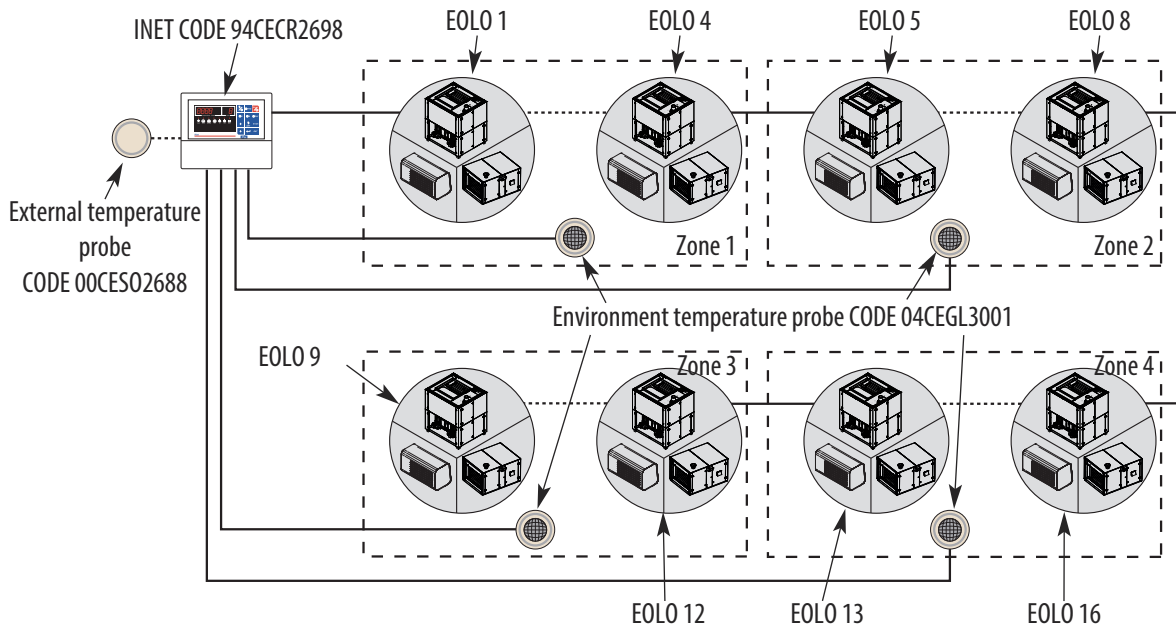 INET CODE 94CECR2698
EOLO 1
EOLO 4
EOLO 5
EOLO 8
External temperature
probe
CODE 00CESO2688
Zone 1
Zone 2
Environment temperature probe CODE 04CEGL3001
EOLO 9
Zone 3
Zone 4
EOLO 12
EOLO 13
EOLO 16